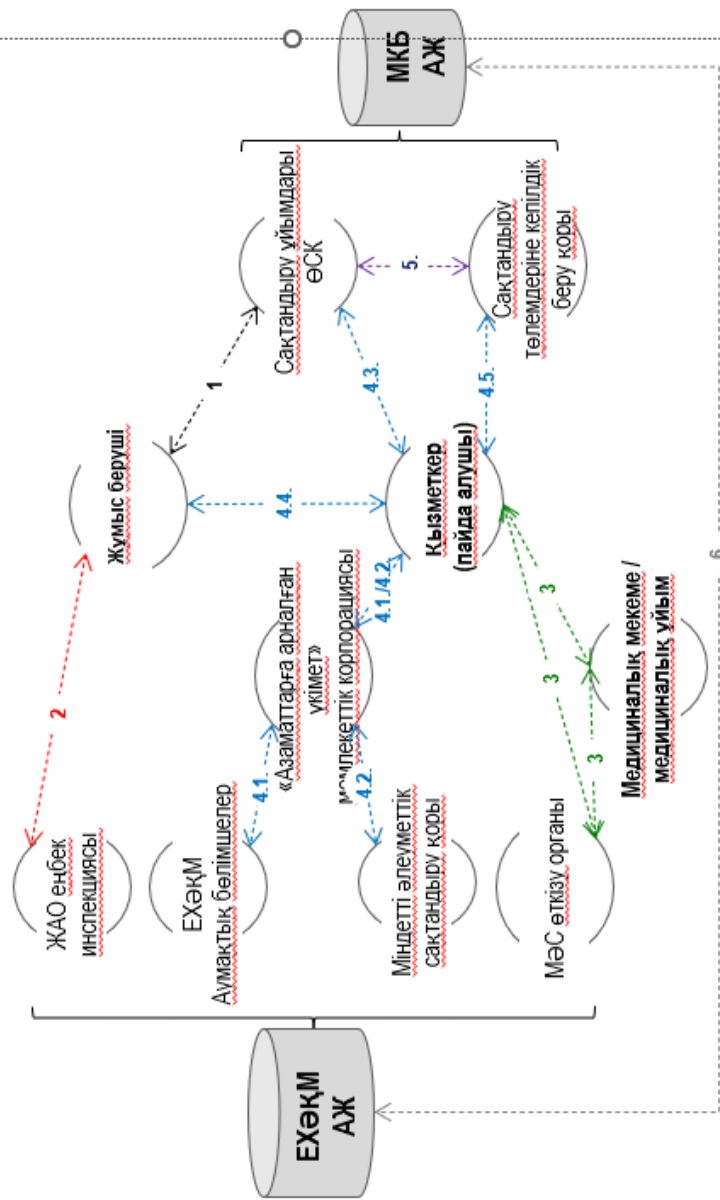 ЕХәқМ
АЖ
ЖАО еңбек
инспекциясы
ЕХәқМ
Аумақтық бөлімшелер
Міндетті әлеуметтік
сақтандыру қоры
МӘС өткізу органы
2
4.1.
4.2.
3
«Азаматтарға арналған
үкімет»
мемлекеттік корпорациясы
4.1./4.2.
3
3
Медициналық мекеме /
медициналық ұйым
Жұмыс беруші
4.4.
Қызметкер
(пайда алушы)
1
4.3.
4.5.
Сақтандыру ұйымдары
ӨСК
5.
Сақтандыру
төлемдеріне кепілдік
беру қоры
МКБ
АЖ
6